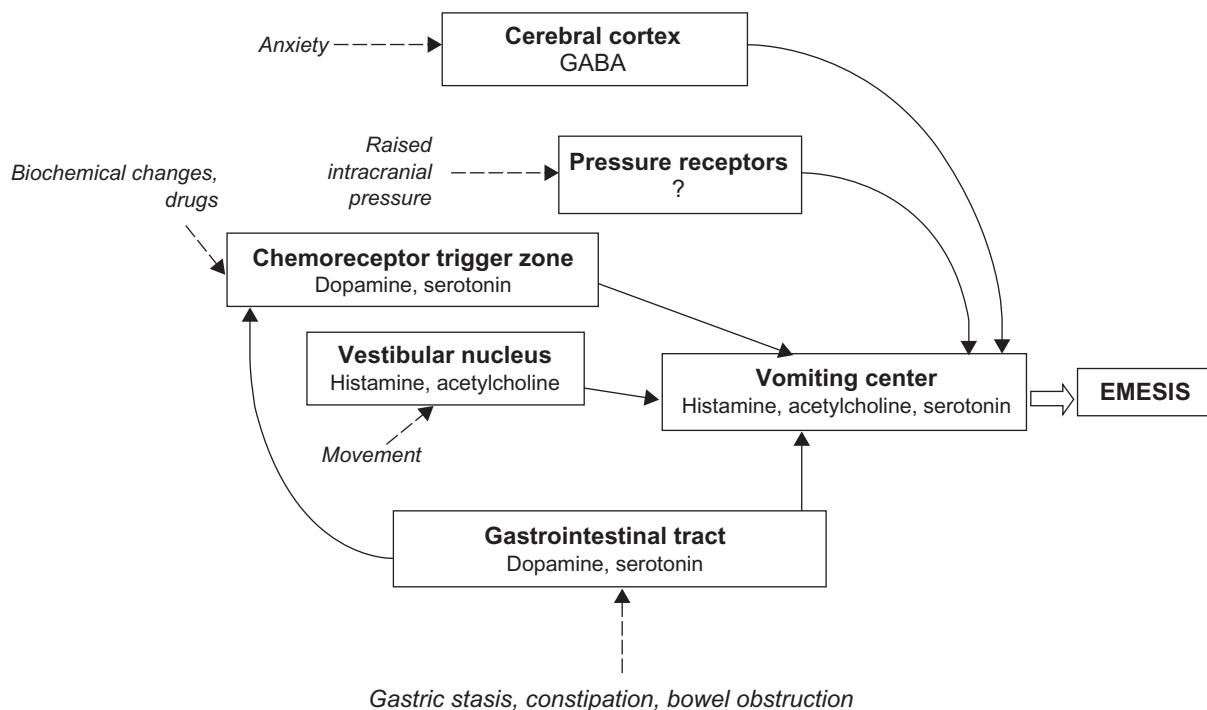 Anxiety
Cerebral cortex
GABA
Raised
intracranial
pressure
Pressure receptors
?
Biochemical changes,
drugs
Chemoreceptor trigger zone
Dopamine, serotonin
Vestibular nucleus
Histamine, acetylcholine
Movement
Vomiting center
Histamine, acetylcholine, serotonin
EMESIS
Gastrointestinal tract
Dopamine, serotonin
Gastric stasis, constipation, bowel obstruction